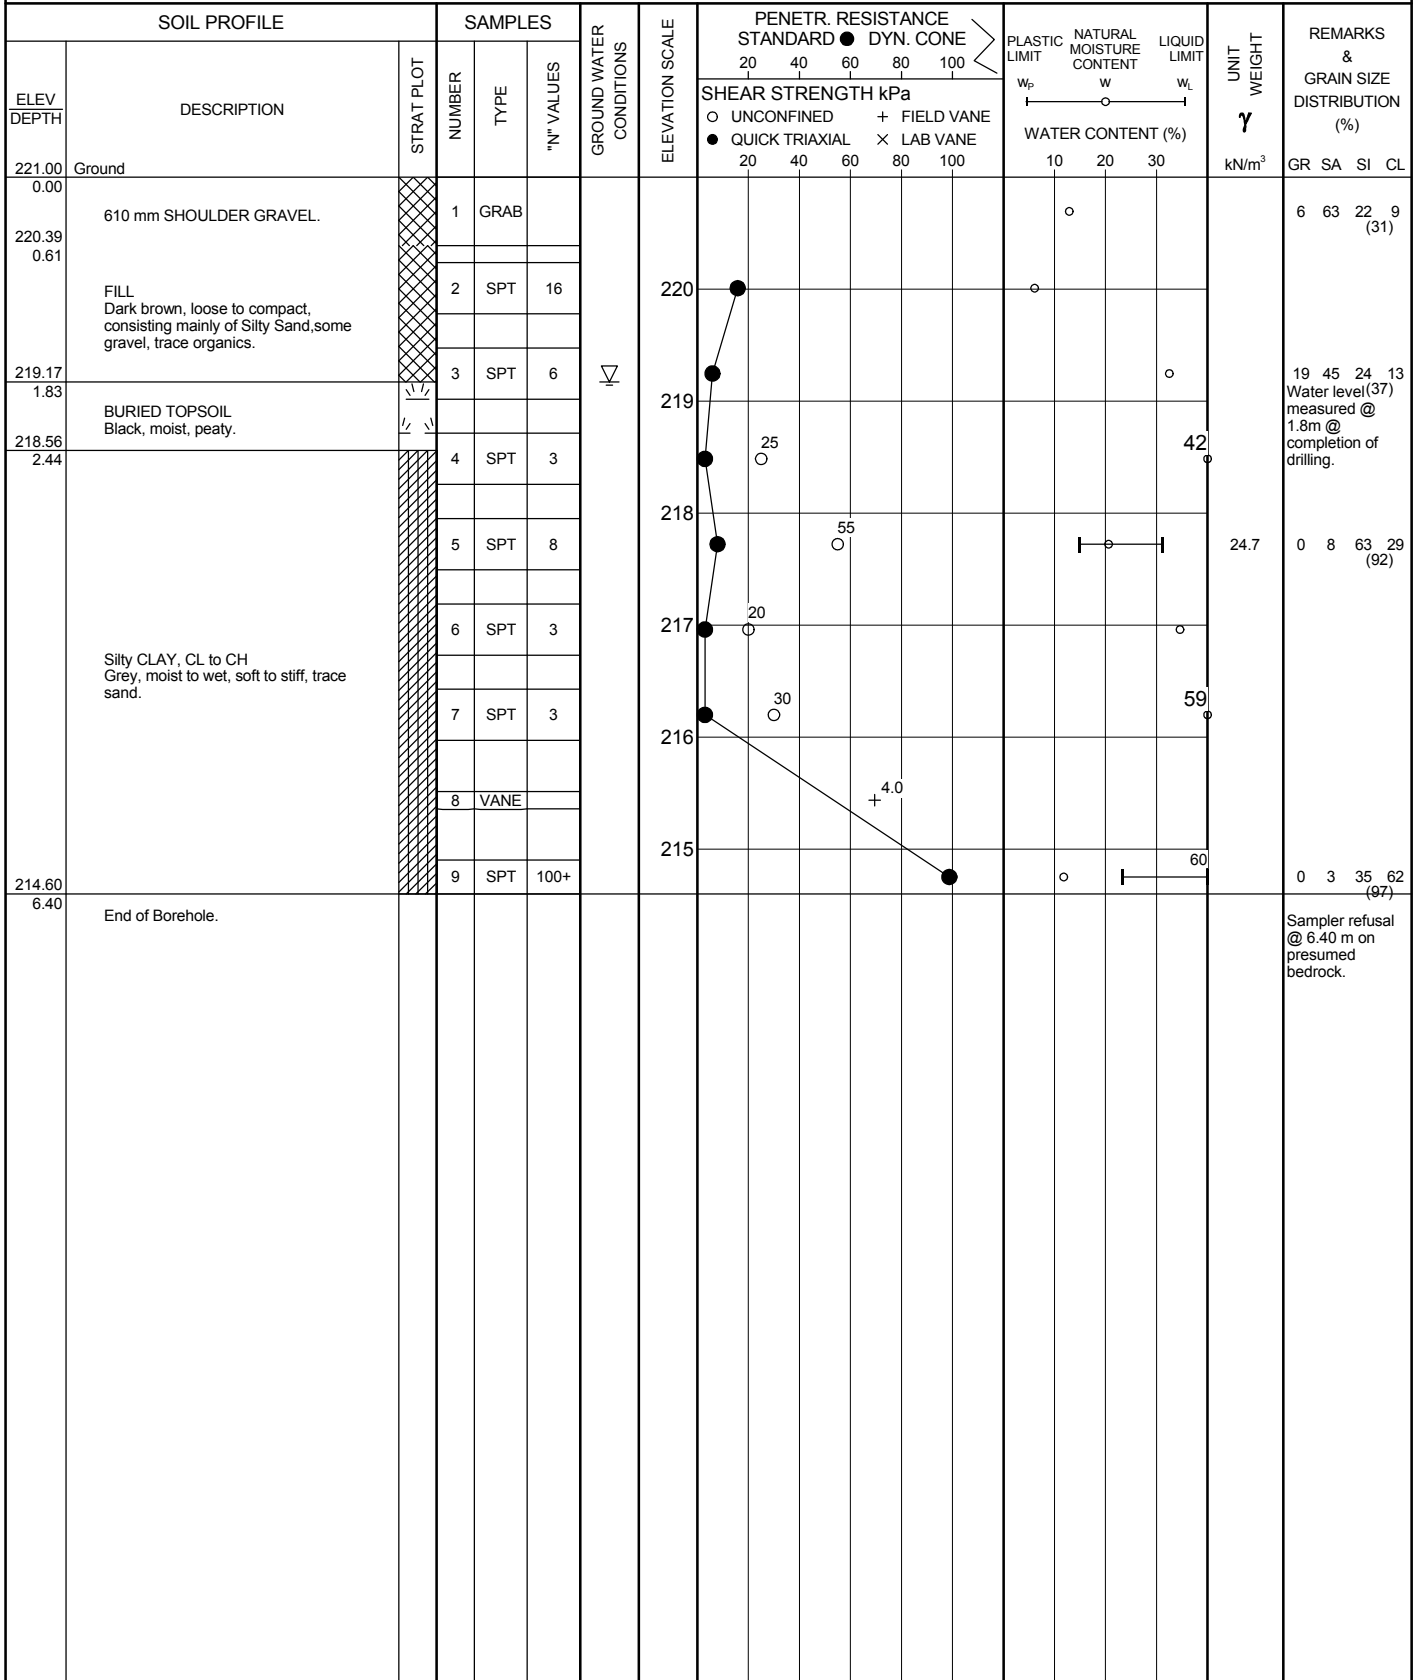 SOIL PROFILE
SAMPLES
GROUND WATER
CONDITIONS
ELEVATION SCALE
PENETR. RESISTANCE
STANDARD ● DYN. CONE
20 40 60 80 100
SHEAR STRENGTH kPa
○ UNCONFINED + FIELD VANE
● QUICK TRIAXIAL × LAB VANE
20 40 60 80 100
PLASTIC
LIMIT
NATURAL
MOISTURE
CONTENT
LIQUID
LIMIT
WP W WL
WATER CONTENT (%)
10 20 30
UNIT
WEIGHT
γ
kN/m³
REMARKS
&
GRAIN SIZE
DISTRIBUTION
(%)
GR SA SI CL
ELEV
DEPTH
DESCRIPTION
STRAT PLOT
NUMBER
TYPE
"N" VALUES
221.00 Ground
0.00
610 mm SHOULDER GRAVEL.
1 GRAB
6 63 22 9
(31)
220.39
0.61
FILL
Dark brown, loose to compact,
consisting mainly of Silty Sand,some
gravel, trace organics.
2 SPT 16
220
219.17
1.83
3 SPT 6
19 45 24 13
(37)
Water level
measured @
1.8m @
completion of
drilling.
219
BURIED TOPSOIL
Black, moist, peaty.
218.56
2.44
4 SPT 3
25
42
218
5 SPT 8
55
24.7
0 8 63 29
(92)
217
6 SPT 3
20
Silty CLAY, CL to CH
Grey, moist to wet, soft to stiff, trace
sand.
7 SPT 3
30
59
216
8 VANE
4.0
215
60
9 SPT 100+
0 3 35 62
(97)
214.60
6.40
End of Borehole.
Sampler refusal
@ 6.40 m on
presumed
bedrock.